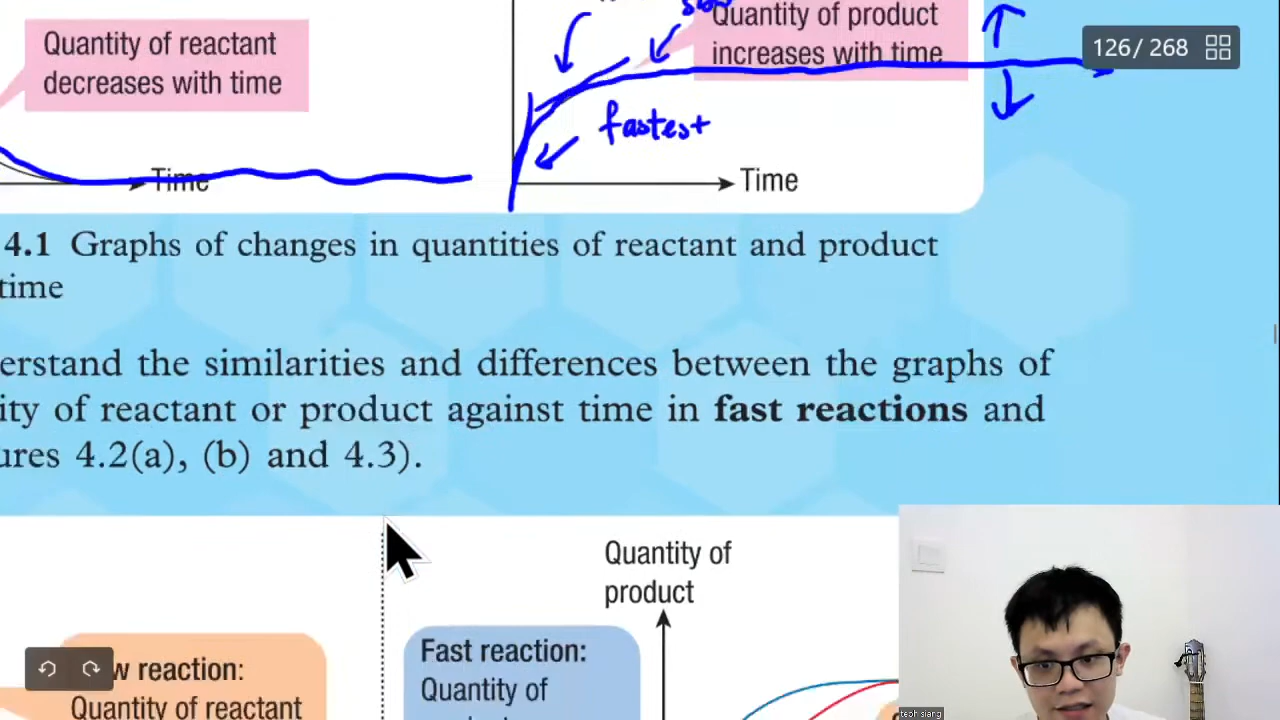 Quantity of reactant
decreases with time
Quantity of product
increases with time
126/ 268
fastest
Time
Time
4.1 Graphs of changes in quantities of reactant and product
time
erstand the similarities and differences between the graphs of
ity of reactant or product against time in fast reactions and
ures 4.2(a), (b) and 4.3).
Quantity of
product
w reaction:
Quantity of reactant
Fast reaction:
Quantity of
teoh siang